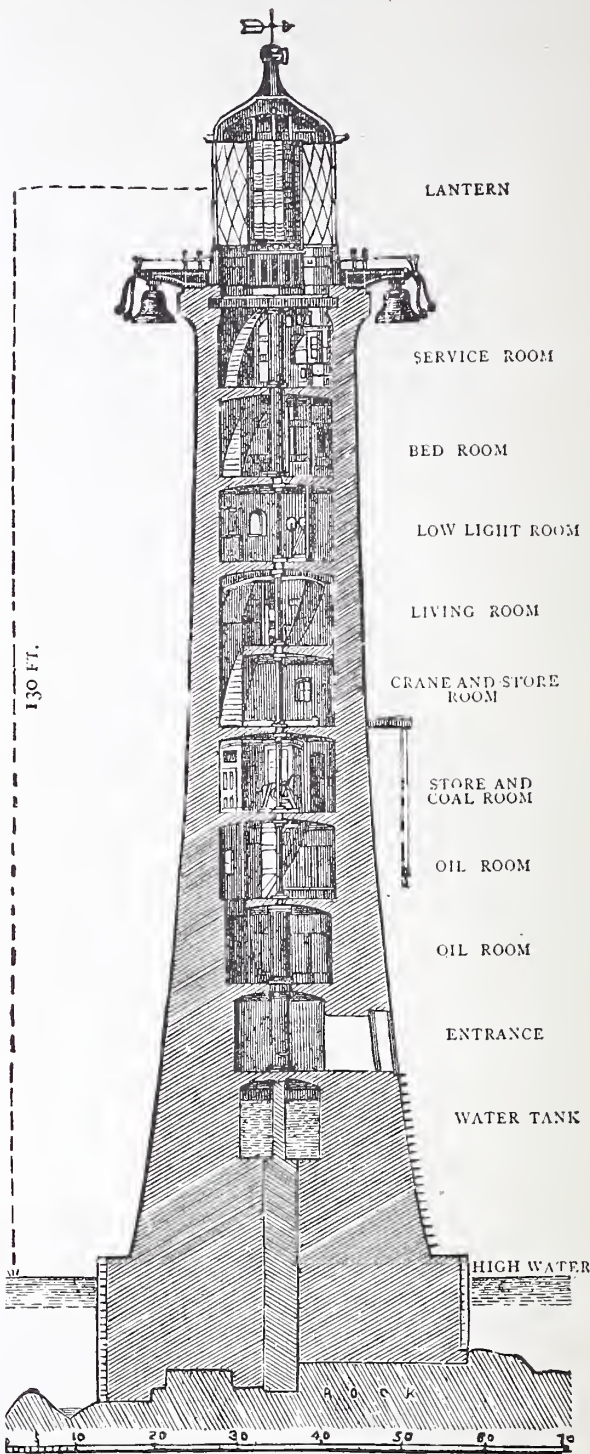 LANTERN
SERVICE ROOM
BED ROOM
LOW LIGHT ROOM
LIVING ROOM
130 FT.
CRANE AND STORE
ROOM
STORE AND
COAL ROOM
OIL ROOM
OIL ROOM
ENTRANCE
WATER TANK
HIGH WATER
ROCK
5 10 20 30 40 50 60 70